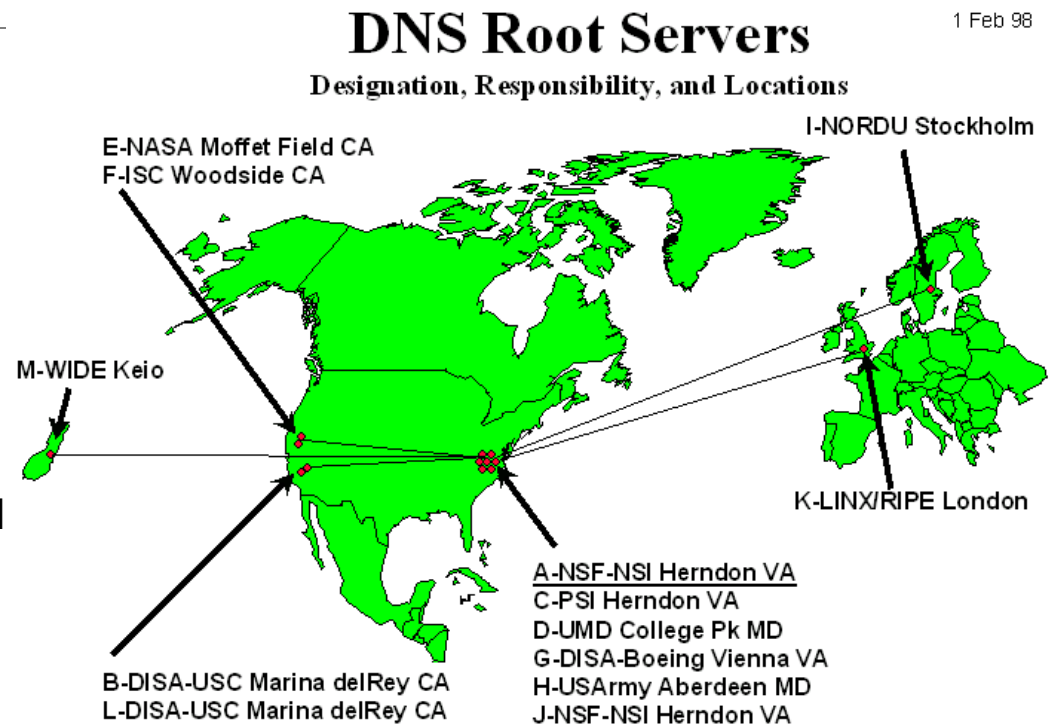 DNS Root Servers
1 Feb 98
Designation, Responsibility, and Locations
I-NORDU Stockholm
E-NASA Moffet Field CA
F-ISC Woodside CA
M-WIDE Keio
K-LINX/RIPE London
A-NSF-NSI Herndon VA
C-PSI Herndon VA
D-UMD College Pk MD
G-DISA-Boeing Vienna VA
H-USArmy Aberdeen MD
J-NSF-NSI Herndon VA
B-DISA-USC Marina delRey CA
L-DISA-USC Marina delRey CA